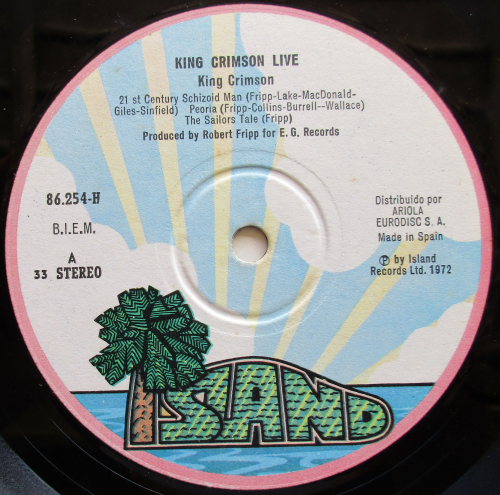 KING CRIMSON LIVE
King Crimson
21 st Century Schizoid Man (Fripp-Lake-MacDonald-
Giles-Sinfield) Peoria (Fripp-Collins-Burrell--Wallace)
The Sailors Tale (Fripp)
Produced by Robert Fripp for E. G. Records
86.254-H
B.I.E.M.
A
33 STEREO
Distribuido por
ARIOLA
EURODISC S. A.
Made in Spain
Ⓟ by Island
Records Ltd. 1972
ISLAND